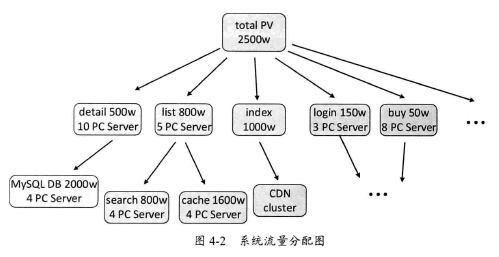 total PV
2500w
detail 500w
10 PC Server
list 800w
5 PC Server
index
1000w
login 150w
3 PC Server
buy 50w
8 PC Server
...
MySQL DB 2000w
4 PC Server
search 800w
4 PC Server
cache 1600w
4 PC Server
CDN
cluster
...
图 4-2 系统流量分配图